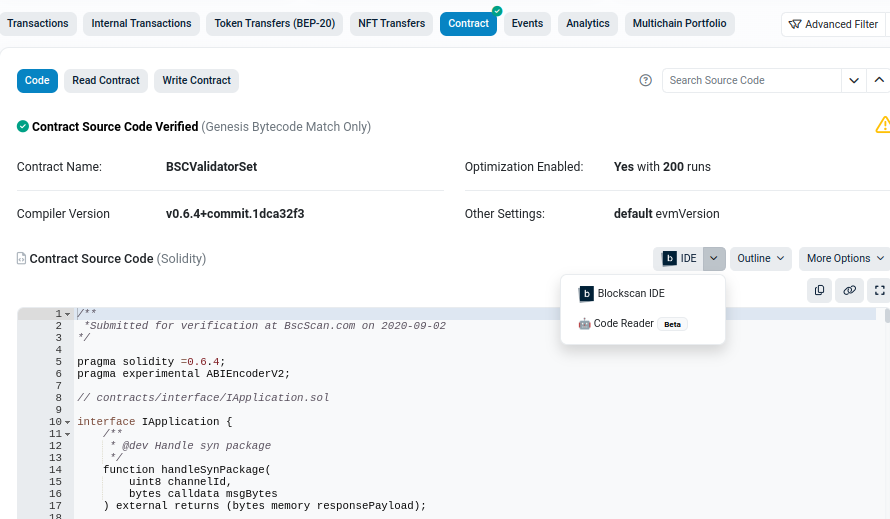 Transactions Internal Transactions Token Transfers (BEP-20) NFT Transfers Contract Events Analytics Multichain Portfolio Advanced Filter
Code Read Contract Write Contract Search Source Code
Contract Source Code Verified (Genesis Bytecode Match Only)
Contract Name: BSCValidatorSet Optimization Enabled: Yes with 200 runs
Compiler Version v0.6.4+commit.1dca32f3 Other Settings: default evmVersion
Contract Source Code (Solidity) b IDE Outline More Options
b Blockscan IDE
Code Reader Beta
1 /**
2 *Submitted for verification at BscScan.com on 2020-09-02
3 */
4
5 pragma solidity =0.6.4;
6 pragma experimental ABIEncoderV2;
7
8 // contracts/interface/IApplication.sol
9
10 interface IApplication {
11 /**
12 * @dev Handle syn package
13 */
14 function handleSynPackage(
15 uint8 channelId,
16 bytes calldata msgBytes
17 ) external returns (bytes memory responsePayload);
18